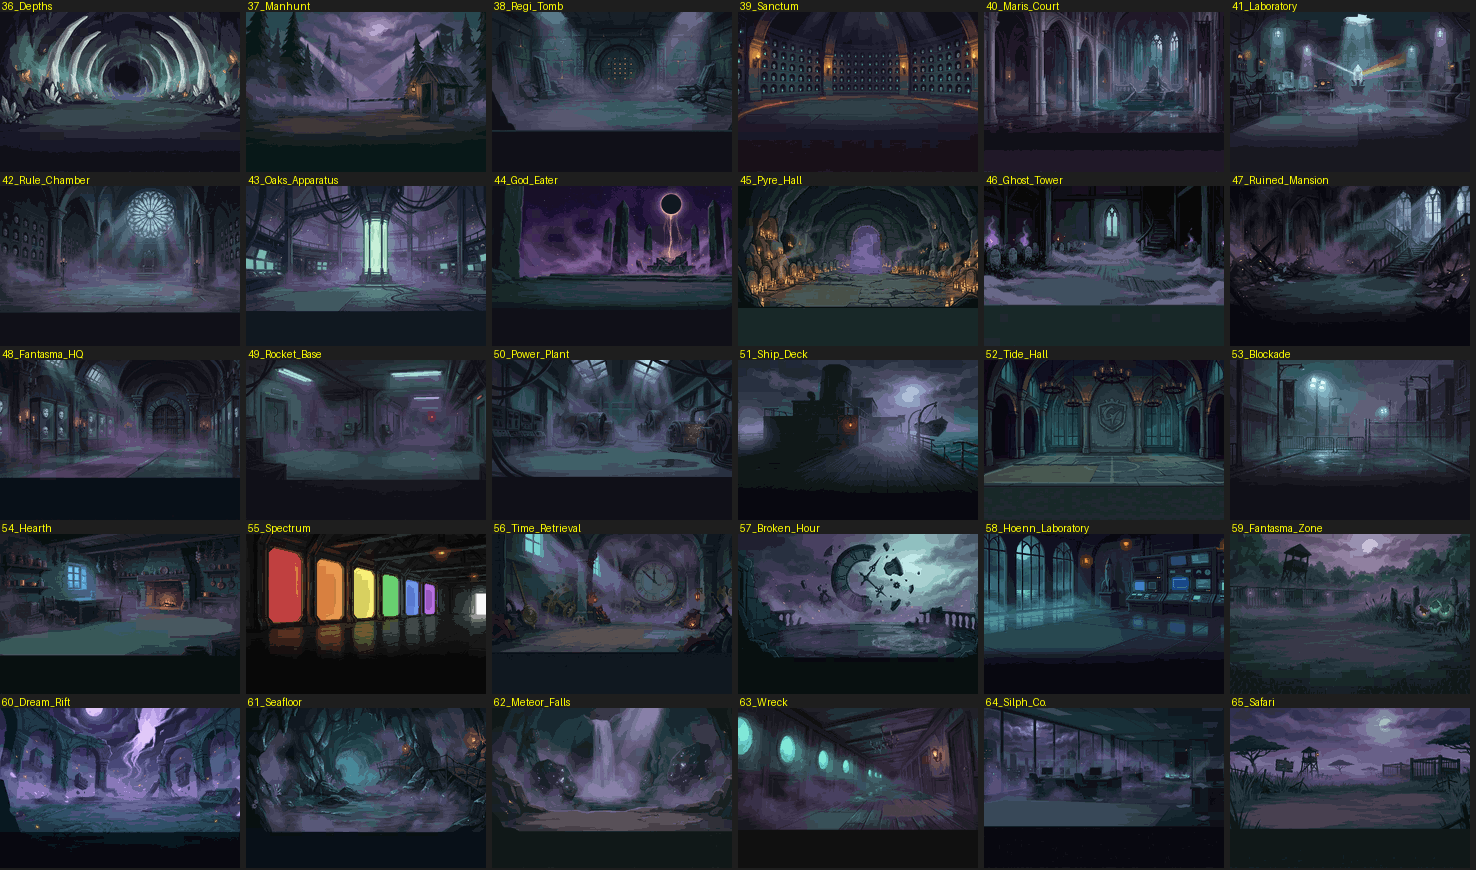 36_Depths
37_Manhunt
38_Regi_Tomb
39_Sanctum
40_Maris_Court
41_Laboratory
42_Rule_Chamber
43_Oaks_Apparatus
44_God_Eater
45_Pyre_Hall
46_Ghost_Tower
47_Ruined_Mansion
48_Fantasma_HQ
49_Rocket_Base
50_Power_Plant
51_Ship_Deck
52_Tide_Hall
53_Blockade
54_Hearth
55_Spectrum
56_Time_Retrieval
57_Broken_Hour
58_Hoenn_Laboratory
59_Fantasma_Zone
60_Dream_Rift
61_Seafloor
62_Meteor_Falls
63_Wreck
64_Silph_Co.
65_Safari